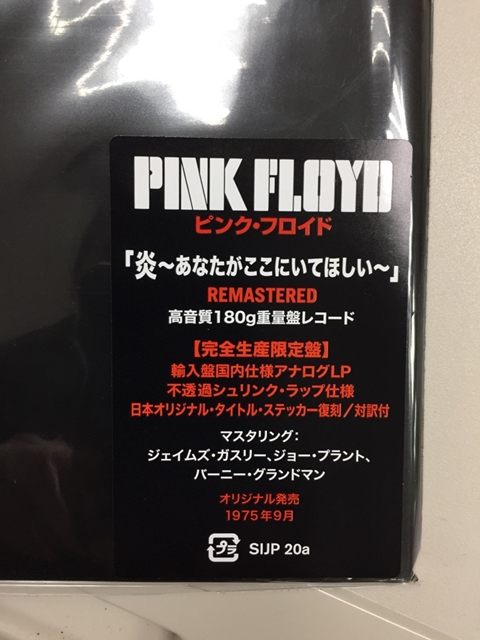 PINK FLOYD
ピンク・フロイド
「炎～あなたがここにいてほしい～」
REMASTERED
高音質180g重量盤レコード
【完全生産限定盤】
輸入盤国内仕様アナログLP
不透過シュリンク・ラップ仕様
日本オリジナル・タイトル・ステッカー復刻／対訳付
マスタリング：
ジェイムズ・ガスリー、ジョー・プラント、
バーニー・グランドマン
オリジナル発売
1975年9月
プラ SIJP 20a